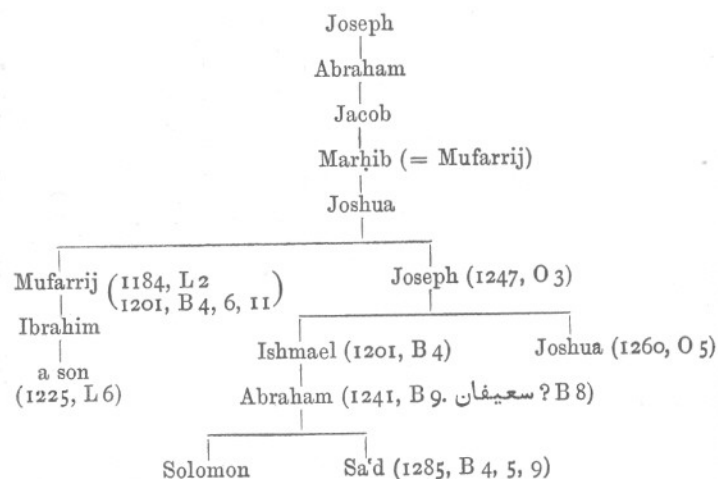 Joseph
Abraham
Jacob
Marḥib (= Mufarrij)
Joshua
Mufarrij (1184, L 2
1201, B 4, 6, 11)
Joseph (1247, O 3)
Ibrahim
Ishmael (1201, B 4)
Joshua (1260, O 5)
a son
(1225, L 6)
Abraham (1241, B 9. سعيفان ? B 8)
Solomon
Sa'd (1285, B 4, 5, 9)